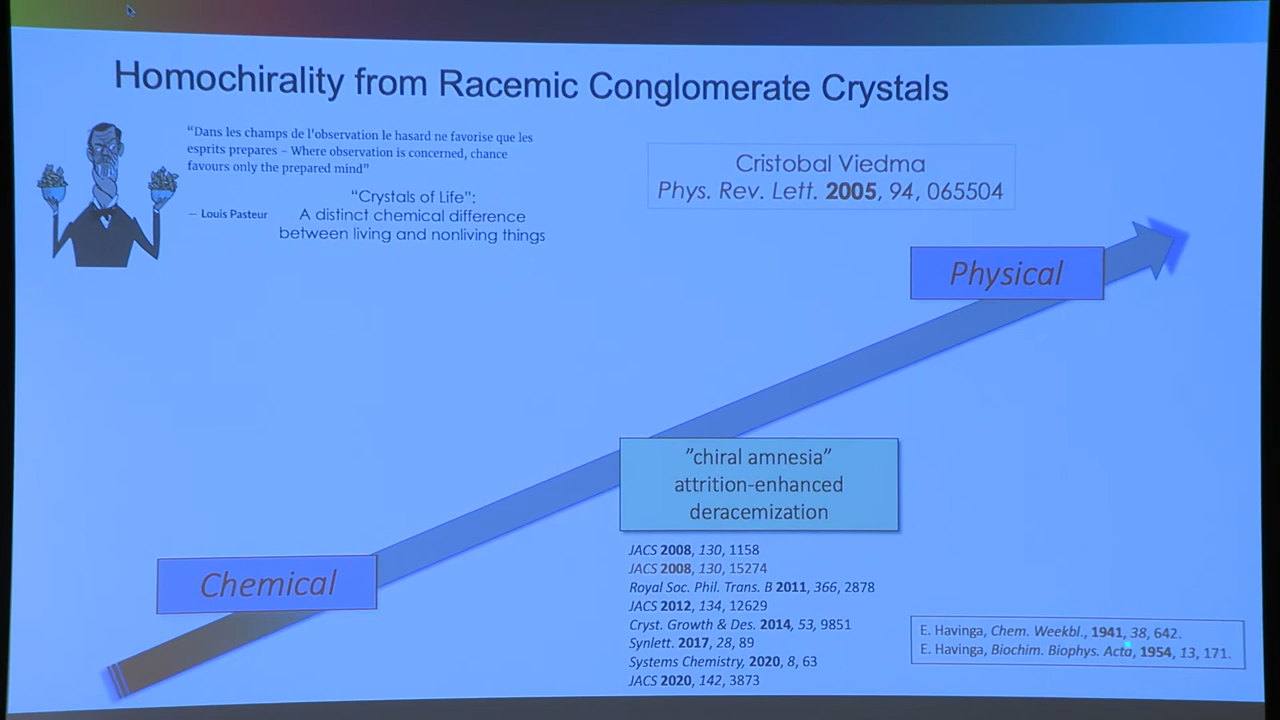 Homochirality from Racemic Conglomerate Crystals
“Dans les champs de l'observation le hasard ne favorise que les
esprits prepares – Where observation is concerned, chance
favours only the prepared mind”
— Louis Pasteur
“Crystals of Life”:
A distinct chemical difference
between living and nonliving things
Cristobal Viedma
Phys. Rev. Lett. 2005, 94, 065504
Physical
”chiral amnesia”
attrition-enhanced
deracemization
Chemical
JACS 2008, 130, 1158
JACS 2008, 130, 15274
Royal Soc. Phil. Trans. B 2011, 366, 2878
JACS 2012, 134, 12629
Cryst. Growth & Des. 2014, 53, 9851
Synlett. 2017, 28, 89
Systems Chemistry, 2020, 8, 63
JACS 2020, 142, 3873
E. Havinga, Chem. Weekbl., 1941, 38, 642.
E. Havinga, Biochim. Biophys. Acta, 1954, 13, 171.